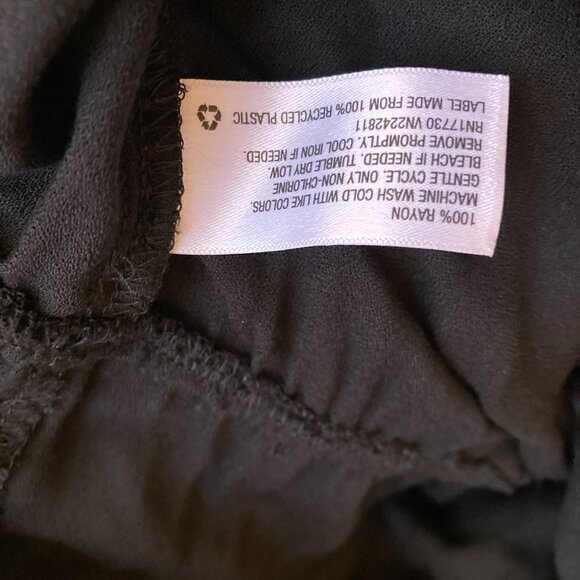 100% RAYON
MACHINE WASH COLD WITH LIKE COLORS.
GENTLE CYCLE. ONLY NON-CHLORINE
BLEACH IF NEEDED. TUMBLE DRY LOW.
REMOVE PROMPTLY. COOL IRON IF NEEDED.
RN17730 VN2242811
LABEL MADE FROM 100% RECYCLED PLASTIC